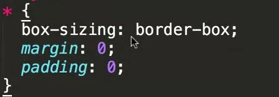 * {
box-sizing: border-box;
margin: 0;
padding: 0;
}